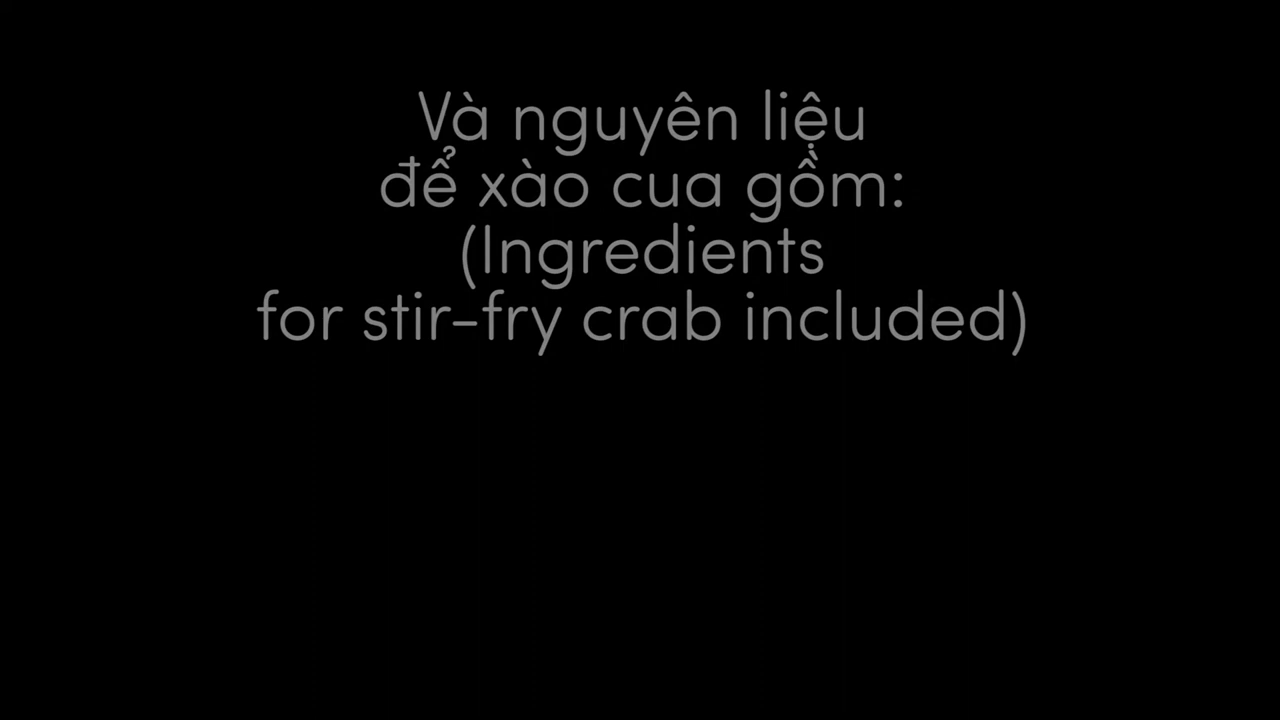 Và nguyên liệu
để xào cua gồm:
(Ingredients
for stir-fry crab included)